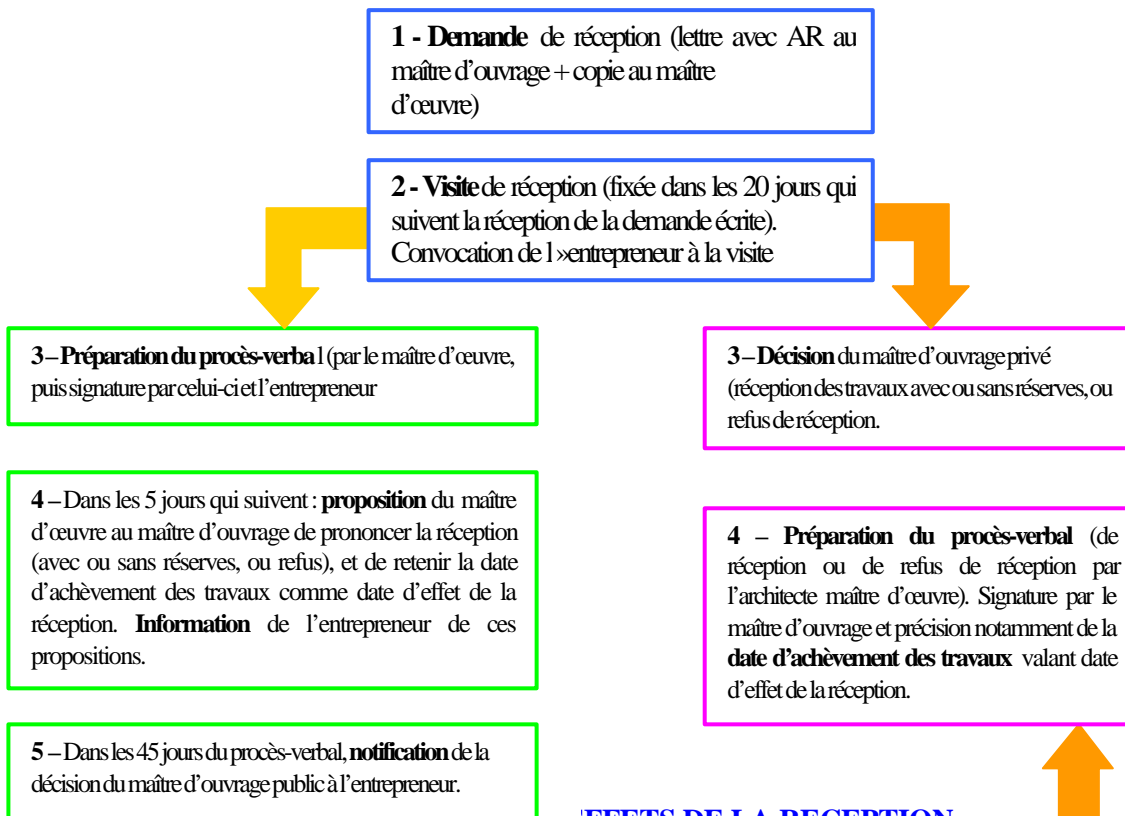 1 - Demande de réception (lettre avec AR au
maître d'ouvrage + copie au maître
d'œuvre)
2 - Visite de réception (fixée dans les 20 jours qui
suivent la réception de la demande écrite).
Convocation de l »entrepreneur à la visite
3 – Préparation du procès-verba l (par le maître d'œuvre,
puis signature par celui-ci et l'entrepreneur
4 – Dans les 5 jours qui suivent : proposition du maître
d'œuvre au maître d'ouvrage de prononcer la réception
(avec ou sans réserves, ou refus), et de retenir la date
d'achèvement des travaux comme date d'effet de la
réception. Information de l'entrepreneur de ces
propositions.
5 – Dans les 45 jours du procès-verbal, notification de la
décision du maître d'ouvrage public à l'entrepreneur.
3 – Décision du maître d'ouvrage privé
(réception des travaux avec ou sans réserves, ou
refus de réception.
4 – Préparation du procès-verbal (de
réception ou de refus de réception par
l'architecte maître d'œuvre). Signature par le
maître d'ouvrage et précision notamment de la
date d'achèvement des travaux valant date
d'effet de la réception.
EFFETS DE LA RECEPTION